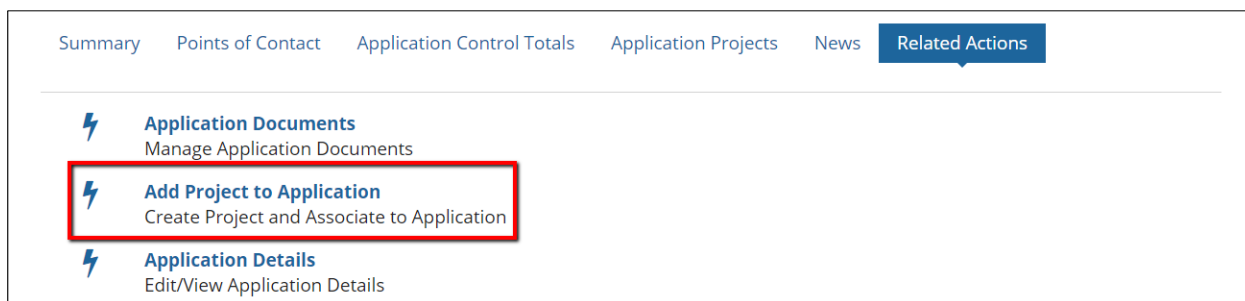 Summary Points of Contact Application Control Totals Application Projects News Related Actions
Application Documents
Manage Application Documents
Add Project to Application
Create Project and Associate to Application
Application Details
Edit/View Application Details